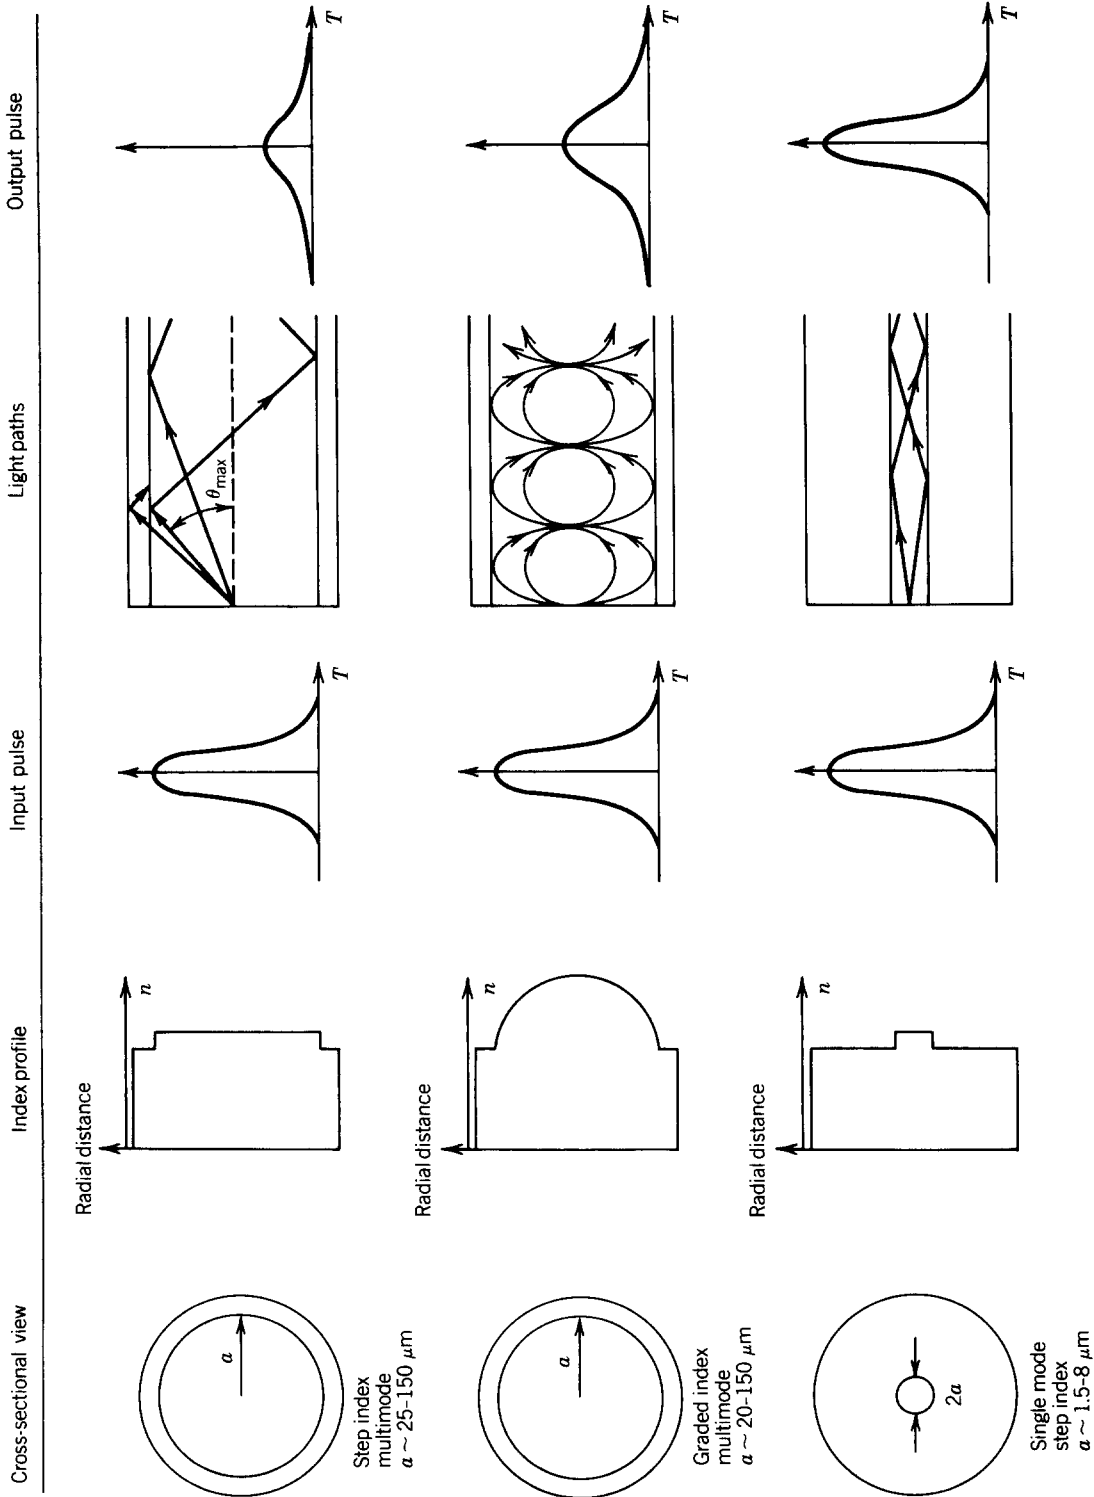 Cross-sectional view
Index profile
Input pulse
Light paths
Output pulse
a
Step index
multimode
a ~ 25–150 μm
Radial distance
n
T
θmax
T
a
Graded index
multimode
a ~ 20–150 μm
Radial distance
n
T
T
2a
Single mode
step index
a ~ 1.5–8 μm
Radial distance
n
T
T